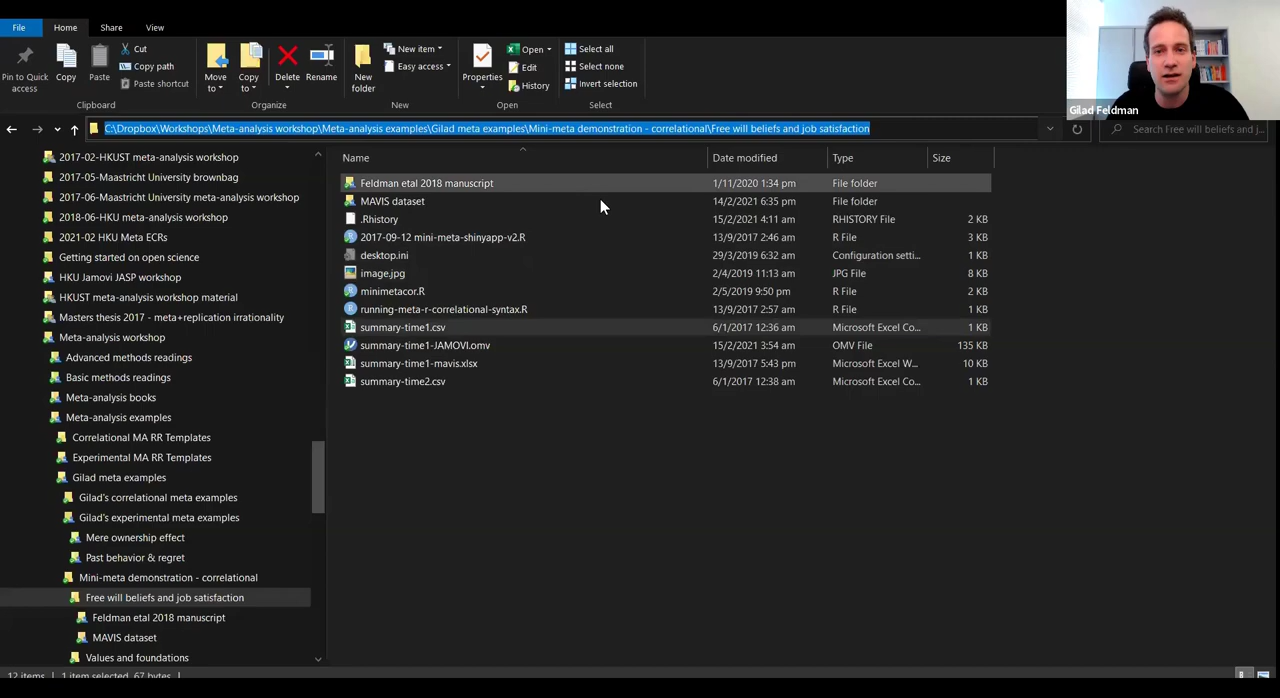 File Home Share View
Pin to Quick access
Copy
Paste
Cut
Copy path
Paste shortcut
Clipboard
Move to
Copy to
Delete
Rename
Organize
New folder
New item
Easy access
New
Properties
Open
Edit
History
Open
Select all
Select none
Invert selection
Select
Gilad Feldman
C:\Dropbox\Workshops\Meta-analysis workshop\Meta-analysis examples\Gilad meta examples\Mini-meta demonstration - correlational\Free will beliefs and job satisfaction
Search Free will beliefs and j...
2017-02-HKUST meta-analysis workshop
2017-05-Maastricht University brownbag
2017-06-Maastricht University meta-analysis workshop
2018-06-HKU meta-analysis workshop
2021-02 HKU Meta ECRs
Getting started on open science
HKU Jamovi JASP workshop
HKUST meta-analysis workshop material
Masters thesis 2017 - meta+replication irrationality
Meta-analysis workshop
Advanced methods readings
Basic methods readings
Meta-analysis books
Meta-analysis examples
Correlational MA RR Templates
Experimental MA RR Templates
Gilad meta examples
Gilad's correlational meta examples
Gilad's experimental meta examples
Mere ownership effect
Past behavior & regret
Mini-meta demonstration - correlational
Free will beliefs and job satisfaction
Feldman etal 2018 manuscript
MAVIS dataset
Values and foundations
Name Date modified Type Size
Feldman etal 2018 manuscript 1/11/2020 1:34 pm File folder
MAVIS dataset 14/2/2021 6:35 pm File folder
.Rhistory 15/2/2021 4:11 am RHISTORY File 2 KB
2017-09-12 mini-meta-shinyapp-v2.R 13/9/2017 2:46 am R File 3 KB
desktop.ini 29/3/2019 6:32 am Configuration setti... 1 KB
image.jpg 2/4/2019 11:13 am JPG File 8 KB
minimetacor.R 2/5/2019 9:50 pm R File 2 KB
running-meta-r-correlational-syntax.R 13/9/2017 2:57 am R File 2 KB
summary-time1.csv 6/1/2017 12:36 am Microsoft Excel Co... 1 KB
summary-time1-JAMOVI.omv 15/2/2021 3:54 am OMV File 135 KB
summary-time1-mavis.xlsx 13/9/2017 5:43 pm Microsoft Excel W... 10 KB
summary-time2.csv 6/1/2017 12:38 am Microsoft Excel Co... 1 KB
12 items 1 item selected 67 bytes